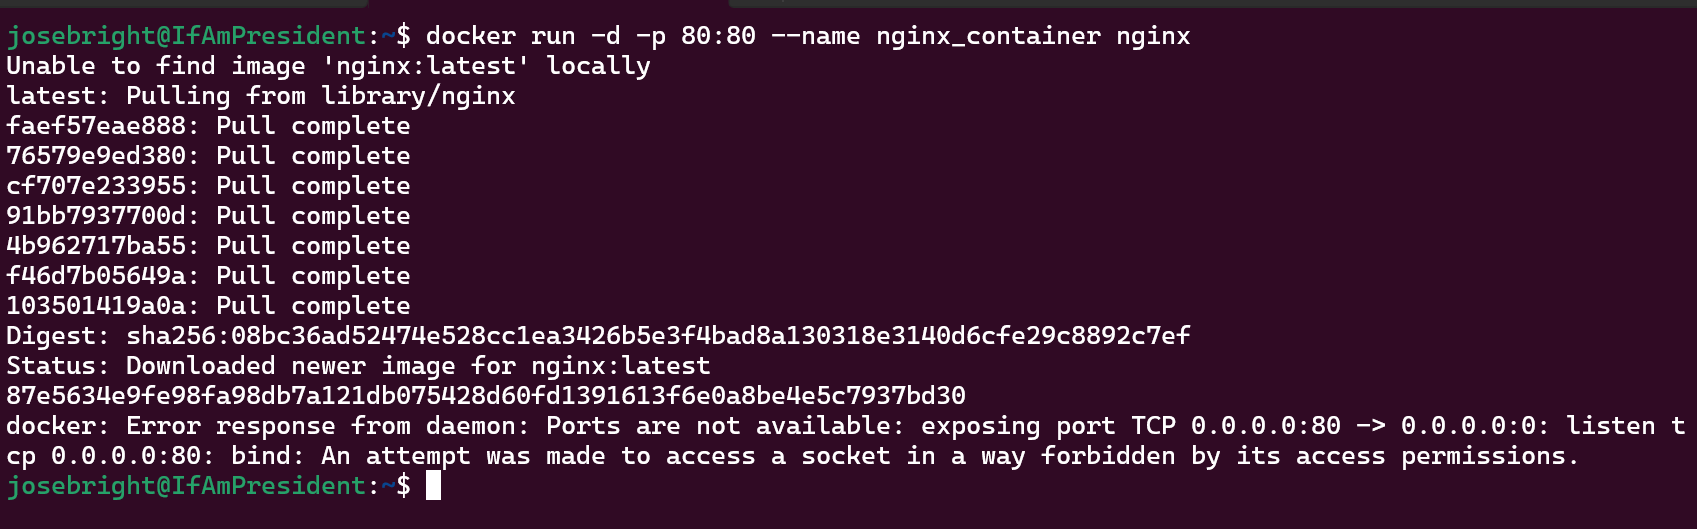 josebright@IfAmPresident:~$ docker run -d -p 80:80 --name nginx_container nginx
Unable to find image 'nginx:latest' locally
latest: Pulling from library/nginx
faef57eae888: Pull complete
76579e9ed380: Pull complete
cf707e233955: Pull complete
91bb7937700d: Pull complete
4b962717ba55: Pull complete
f46d7b05649a: Pull complete
103501419a0a: Pull complete
Digest: sha256:08bc36ad52474e528cc1ea3426b5e3f4bad8a130318e3140d6cfe29c8892c7ef
Status: Downloaded newer image for nginx:latest
87e5634e9fe98fa98db7a121db075428d60fd1391613f6e0a8be4e5c7937bd30
docker: Error response from daemon: Ports are not available: exposing port TCP 0.0.0.0:80 -> 0.0.0.0:0: listen t
cp 0.0.0.0:80: bind: An attempt was made to access a socket in a way forbidden by its access permissions.
josebright@IfAmPresident:~$